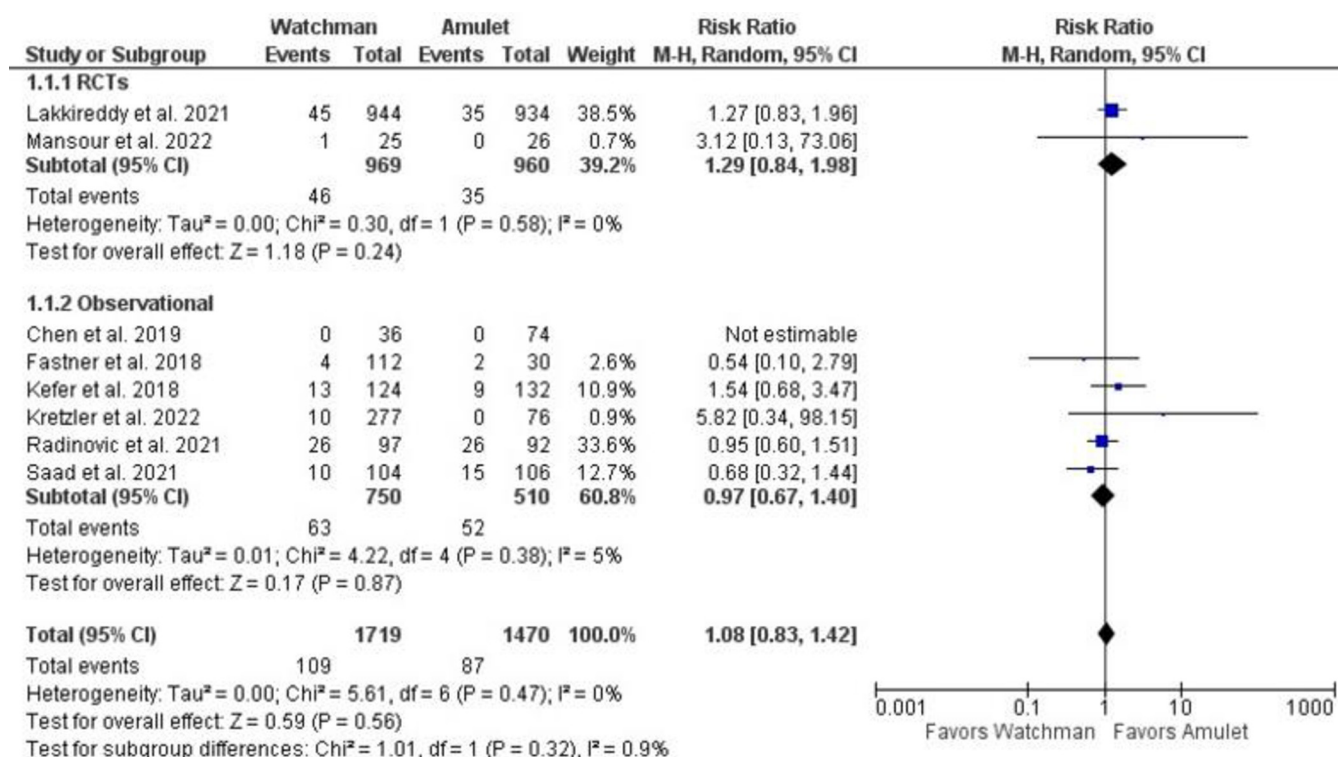 Watchman Amulet Risk Ratio Risk Ratio
Study or Subgroup Events Total Events Total Weight M-H, Random, 95% CI M-H, Random, 95% CI
1.1.1 RCTs
Lakkireddy et al. 2021 45 944 35 934 38.5% 1.27 [0.83, 1.96]
Mansour et al. 2022 1 25 0 26 0.7% 3.12 [0.13, 73.06]
Subtotal (95% CI) 969 960 39.2% 1.29 [0.84, 1.98]
Total events 46 35
Heterogeneity: Tau² = 0.00; Chi² = 0.30, df = 1 (P = 0.58); I² = 0%
Test for overall effect: Z = 1.18 (P = 0.24)
1.1.2 Observational
Chen et al. 2019 0 36 0 74 Not estimable
Fastner et al. 2018 4 112 2 30 2.6% 0.54 [0.10, 2.79]
Kefer et al. 2018 13 124 9 132 10.9% 1.54 [0.68, 3.47]
Kretzler et al. 2022 10 277 0 76 0.9% 5.82 [0.34, 98.15]
Radinovic et al. 2021 26 97 26 92 33.6% 0.95 [0.60, 1.51]
Saad et al. 2021 10 104 15 106 12.7% 0.68 [0.32, 1.44]
Subtotal (95% CI) 750 510 60.8% 0.97 [0.67, 1.40]
Total events 63 52
Heterogeneity: Tau² = 0.01; Chi² = 4.22, df = 4 (P = 0.38); I² = 5%
Test for overall effect: Z = 0.17 (P = 0.87)
Total (95% CI) 1719 1470 100.0% 1.08 [0.83, 1.42]
Total events 109 87
Heterogeneity: Tau² = 0.00; Chi² = 5.61, df = 6 (P = 0.47); I² = 0%
Test for overall effect: Z = 0.59 (P = 0.56)
Test for subgroup differences: Chi² = 1.01, df = 1 (P = 0.32), I² = 0.9%
0.001 0.1 1 10 1000
Favors Watchman Favors Amulet